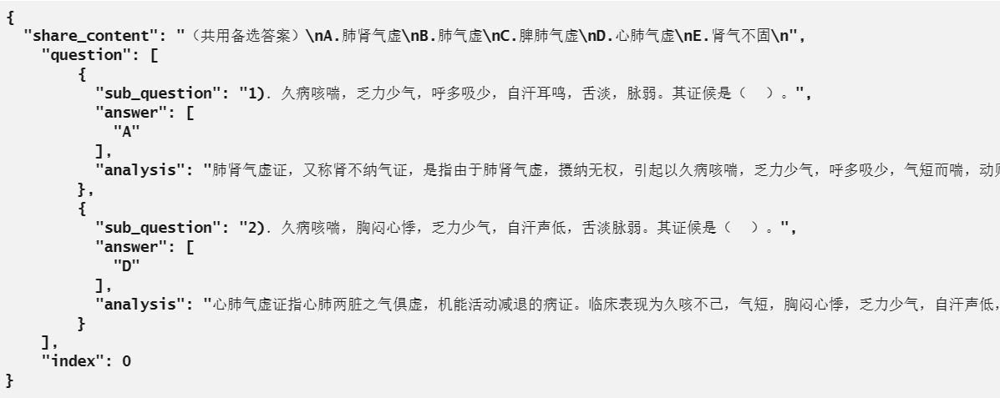 {
"share_content": "（共用备选答案）\nA.肺肾气虚\nB.肺气虚\nC.脾肺气虚\nD.心肺气虚\nE.肾气不固\n",
"question": [
{
"sub_question": "1). 久病咳喘，乏力少气，呼多吸少，自汗耳鸣，舌淡，脉弱。其证候是（ ）。",
"answer": [
"A"
],
"analysis": "肺肾气虚证，又称肾不纳气证，是指由于肺肾气虚，摄纳无权，引起以久病咳喘，乏力少气，呼多吸少，气短而喘，动
},
{
"sub_question": "2). 久病咳喘，胸闷心悸，乏力少气，自汗声低，舌淡脉弱。其证候是（ ）。",
"answer": [
"D"
],
"analysis": "心肺气虚证指心肺两脏之气俱虚，机能活动减退的病证。临床表现为久咳不已，气短，胸闷心悸，乏力少气，自汗声低，
}
],
"index": 0
}